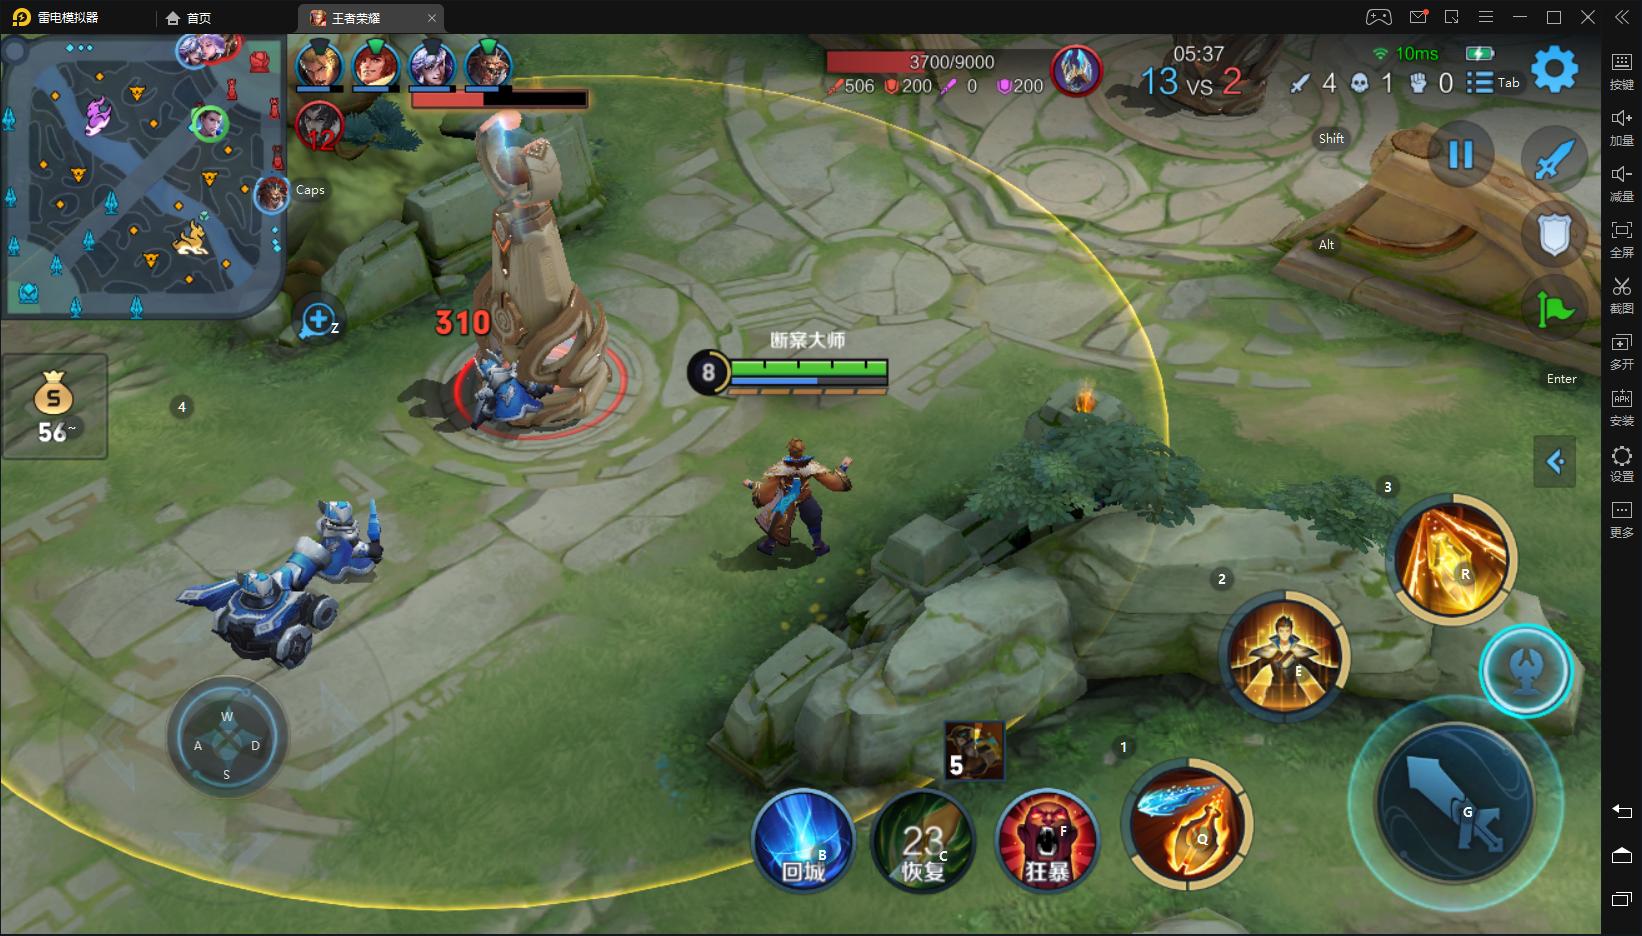 雷电模拟器
首页
王者荣耀
3700/9000
506 200 0 200
05:37
13 VS 2
10ms
4 1 0 Tab
12
Caps
Shift
Alt
Enter
Z
310
断案大师
8
S
56~
4
3
2
1
W
A D
S
5
R
E
Q
G
B
回城
23
C
恢复
F
狂暴
按键
加量
减量
全屏
截图
多开
APK
安装
设置
更多